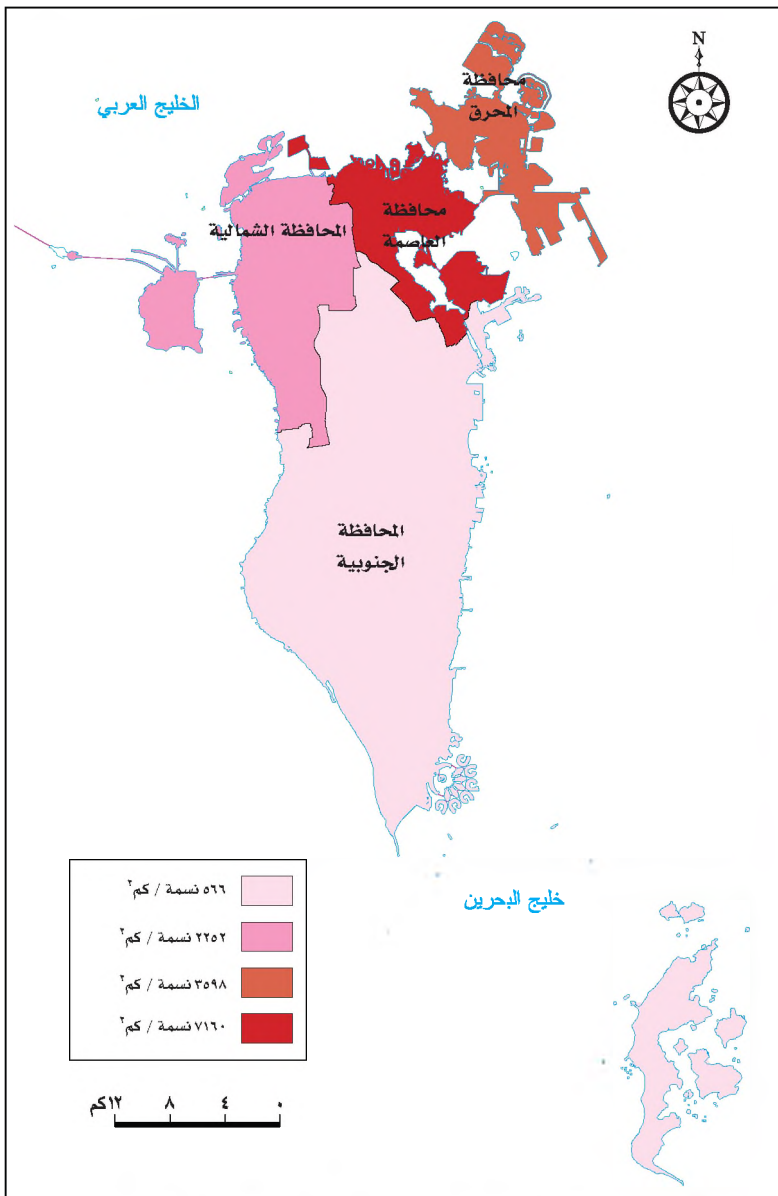 N
محافظة
المحرق
الخليج العربي
محافظة
العاصمة
المحافظة الشمالية
المحافظة
الجنوبية
خليج البحرين
٥٦٦ نسمة / كم٢
٢٢٥٢ نسمة / كم٢
٣٥٩٨ نسمة / كم٢
٧١٦٠ نسمة / كم٢
٠ ٤ ٨ ١٢كم